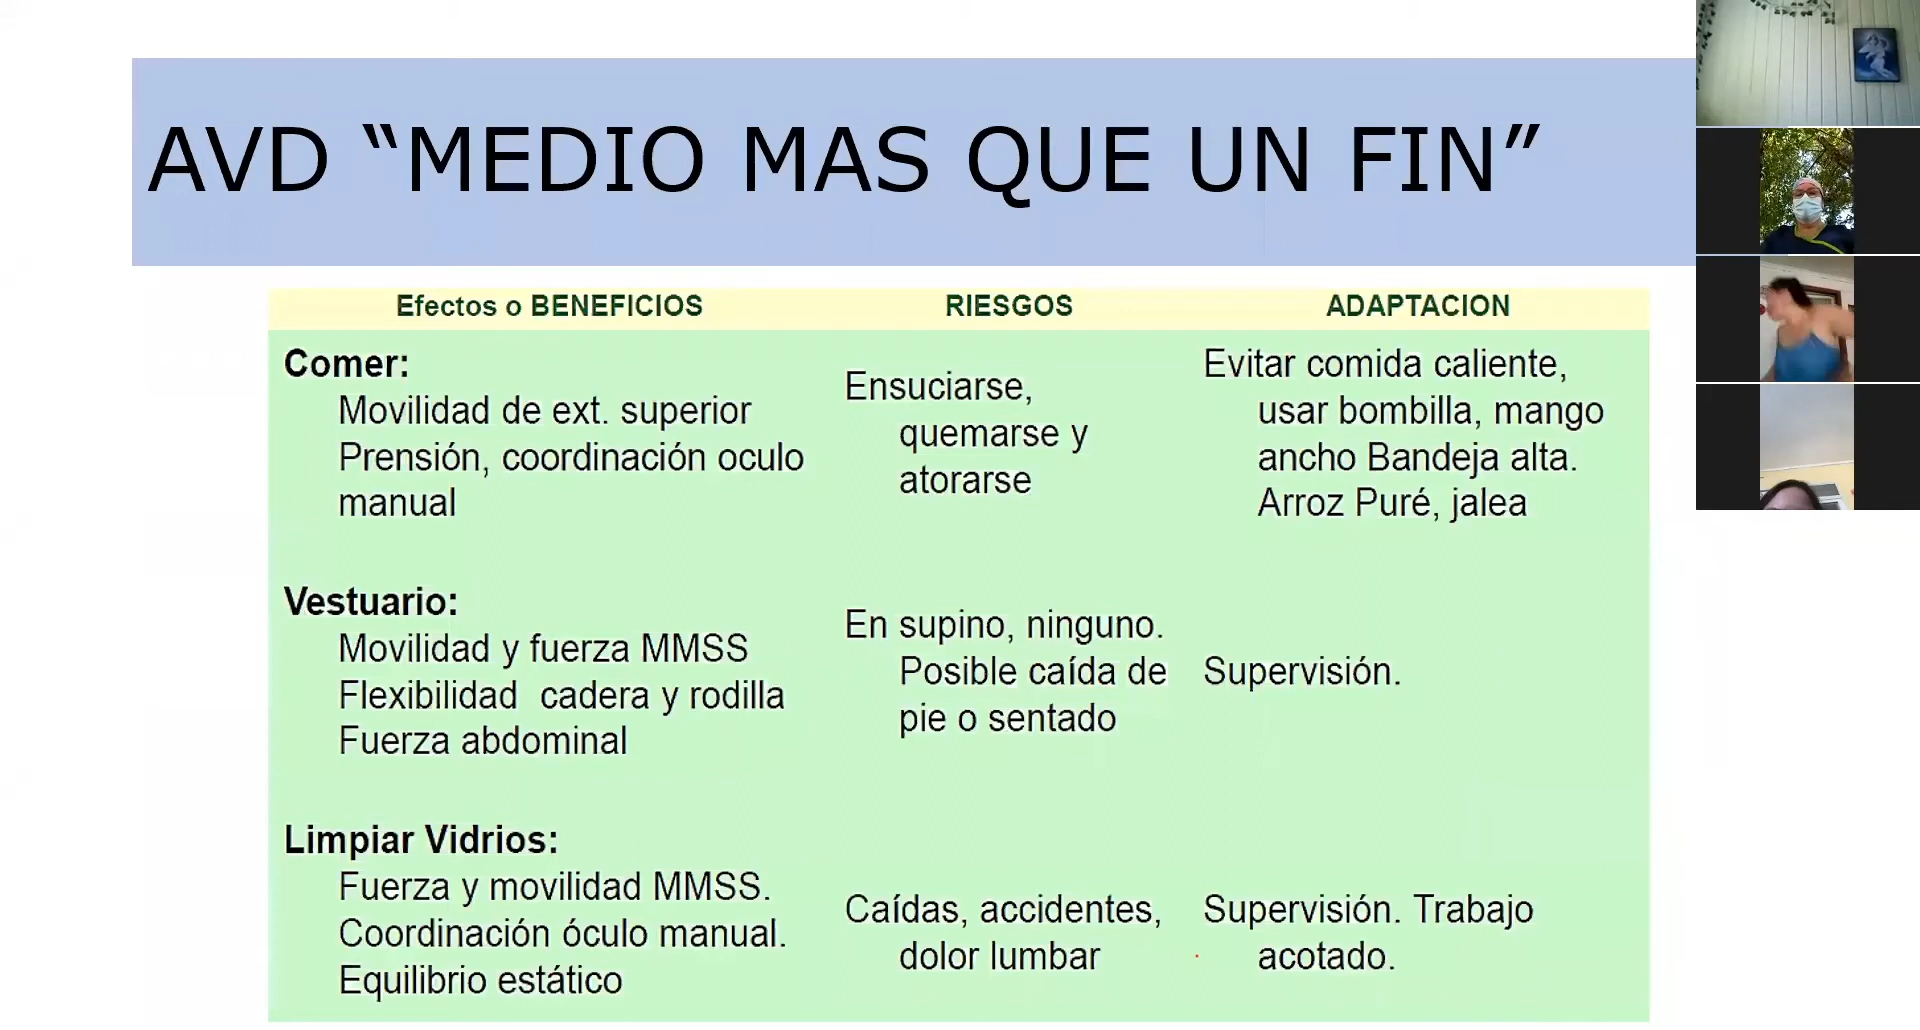 AVD “MEDIO MAS QUE UN FIN”
Efectos o BENEFICIOS
RIESGOS
ADAPTACION
Comer:
Movilidad de ext. superior
Prensión, coordinación oculo
manual
Ensuciarse,
quemarse y
atorarse
Evitar comida caliente,
usar bombilla, mango
ancho Bandeja alta.
Arroz Puré, jalea
Vestuario:
Movilidad y fuerza MMSS
Flexibilidad cadera y rodilla
Fuerza abdominal
En supino, ninguno.
Posible caída de
pie o sentado
Supervisión.
Limpiar Vidrios:
Fuerza y movilidad MMSS.
Coordinación óculo manual.
Equilibrio estático
Caídas, accidentes,
dolor lumbar
Supervisión. Trabajo
acotado.